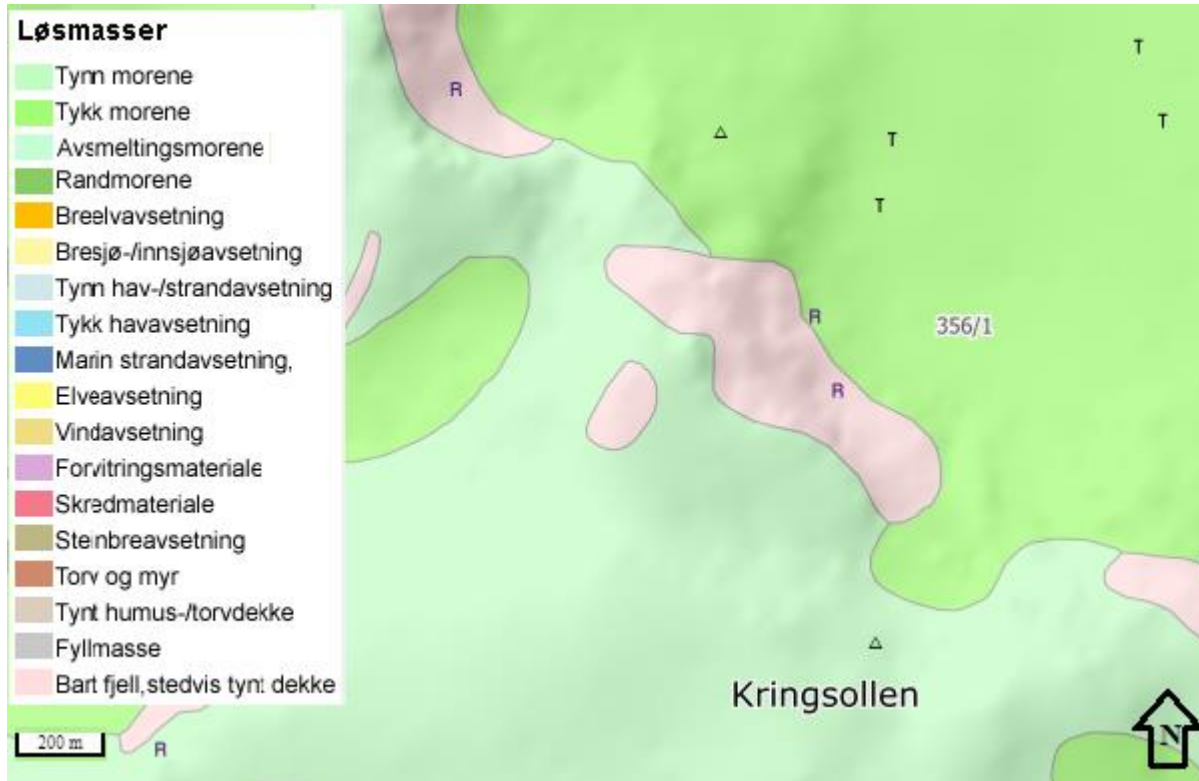 Løsmasser
Tynn morene
Tykk morene
Avsmeltingsmorene
Randmorene
Breelvavsetning
Bresjø-/innsjøavsetning
Tynn hav-/strandavsetning
Tykk havavsetning
Marin strandavsetning,
Elveavsetning
Vindavsetning
Forvitringsmateriale
Skredmateriale
Steinbreavsetning
Torv og myr
Tynt humus-/torvdekke
Fyllmasse
Bart fjell,stedvis tynt dekke
200 m
R
T
R
T
T
T
R
356/1
R
Kringsollen
N